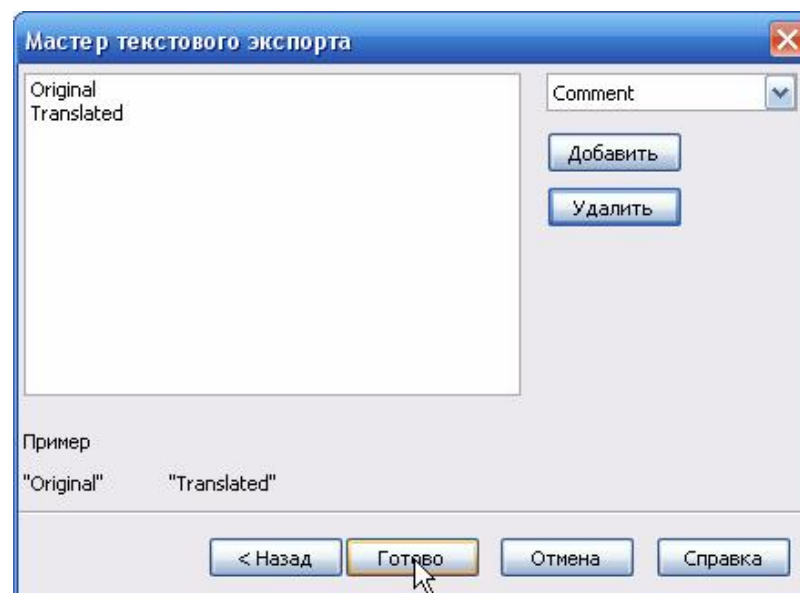 Мастер текстового экспорта
Original
Translated
Comment
Добавить
Удалить
Пример
"Original" "Translated"
< Назад Готово Отмена Справка